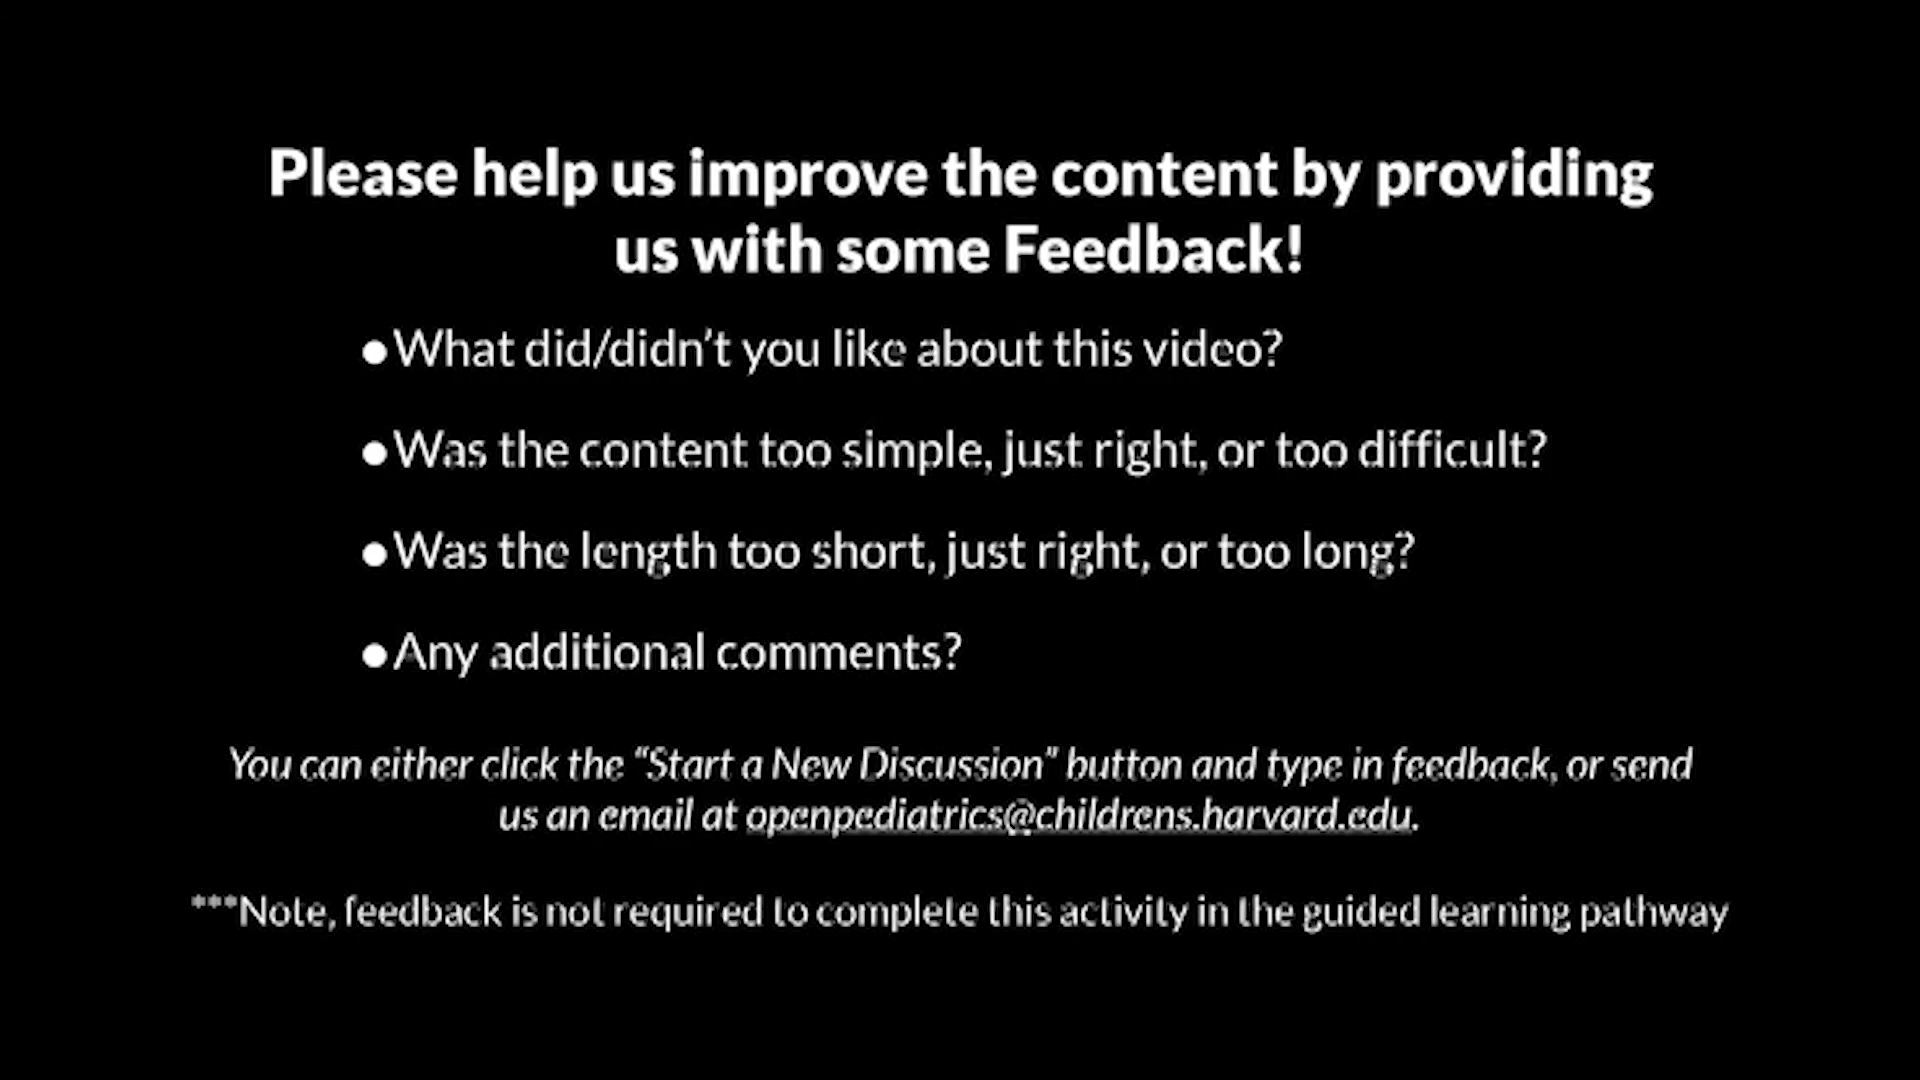 Please help us improve the content by providing
us with some Feedback!
●What did/didn’t you like about this video?
●Was the content too simple, just right, or too difficult?
●Was the length too short, just right, or too long?
●Any additional comments?
You can either click the “Start a New Discussion” button and type in feedback, or send
us an email at openpediatrics@childrens.harvard.edu.
***Note, feedback is not required to complete this activity in the guided learning pathway